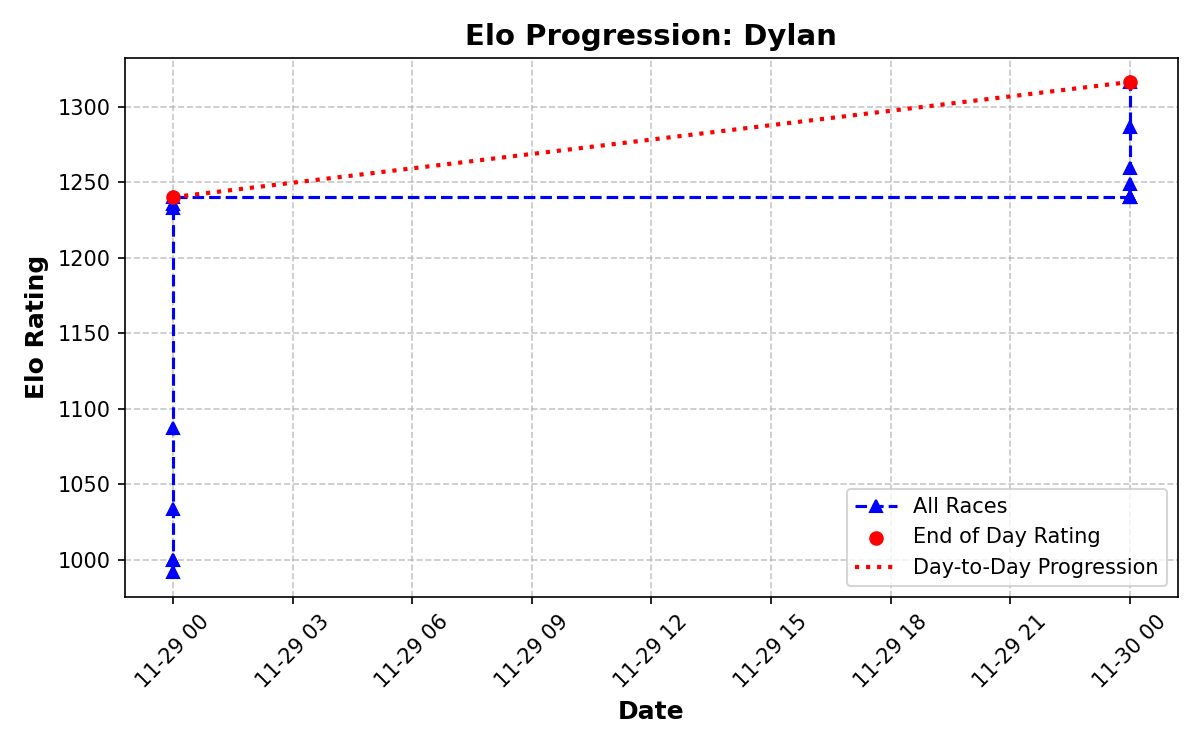 Elo Progression: Dylan
Elo Rating
1300
1250
1200
1150
1100
1050
1000
All Races
End of Day Rating
Day-to-Day Progression
11-29 00
11-29 03
11-29 06
11-29 09
11-29 12
11-29 15
11-29 18
11-29 21
11-30 00
Date